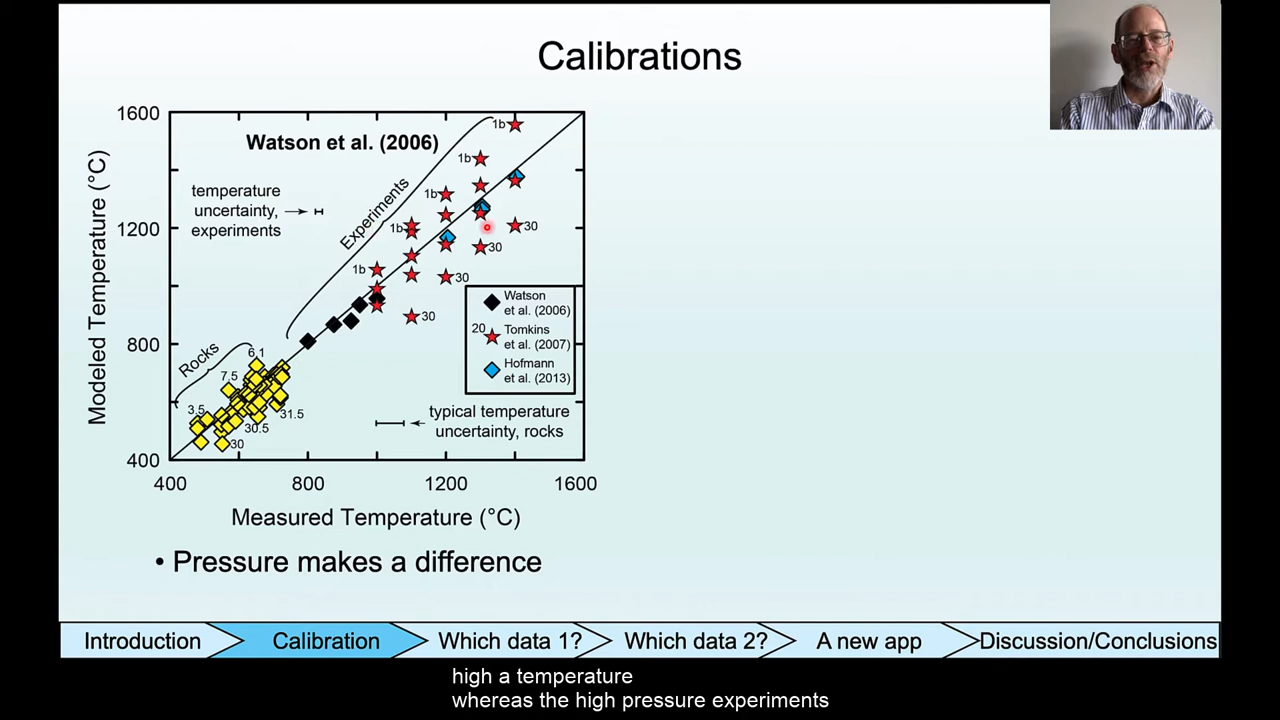 Calibrations
1600
1200
800
400
Modeled Temperature (°C)
Watson et al. (2006)
temperature
uncertainty,
experiments
Experiments
Rocks
1b
1b
1b
1b
1b
30
30
30
30
6.1
7.5
3.5
31.5
30.5
30
Watson
et al. (2006)
20
Tomkins
et al. (2007)
Hofmann
et al. (2013)
typical temperature
uncertainty, rocks
400
800
1200
1600
Measured Temperature (°C)
• Pressure makes a difference
Introduction
Calibration
Which data 1?
Which data 2?
A new app
Discussion/Conclusions
high a temperature
whereas the high pressure experiments